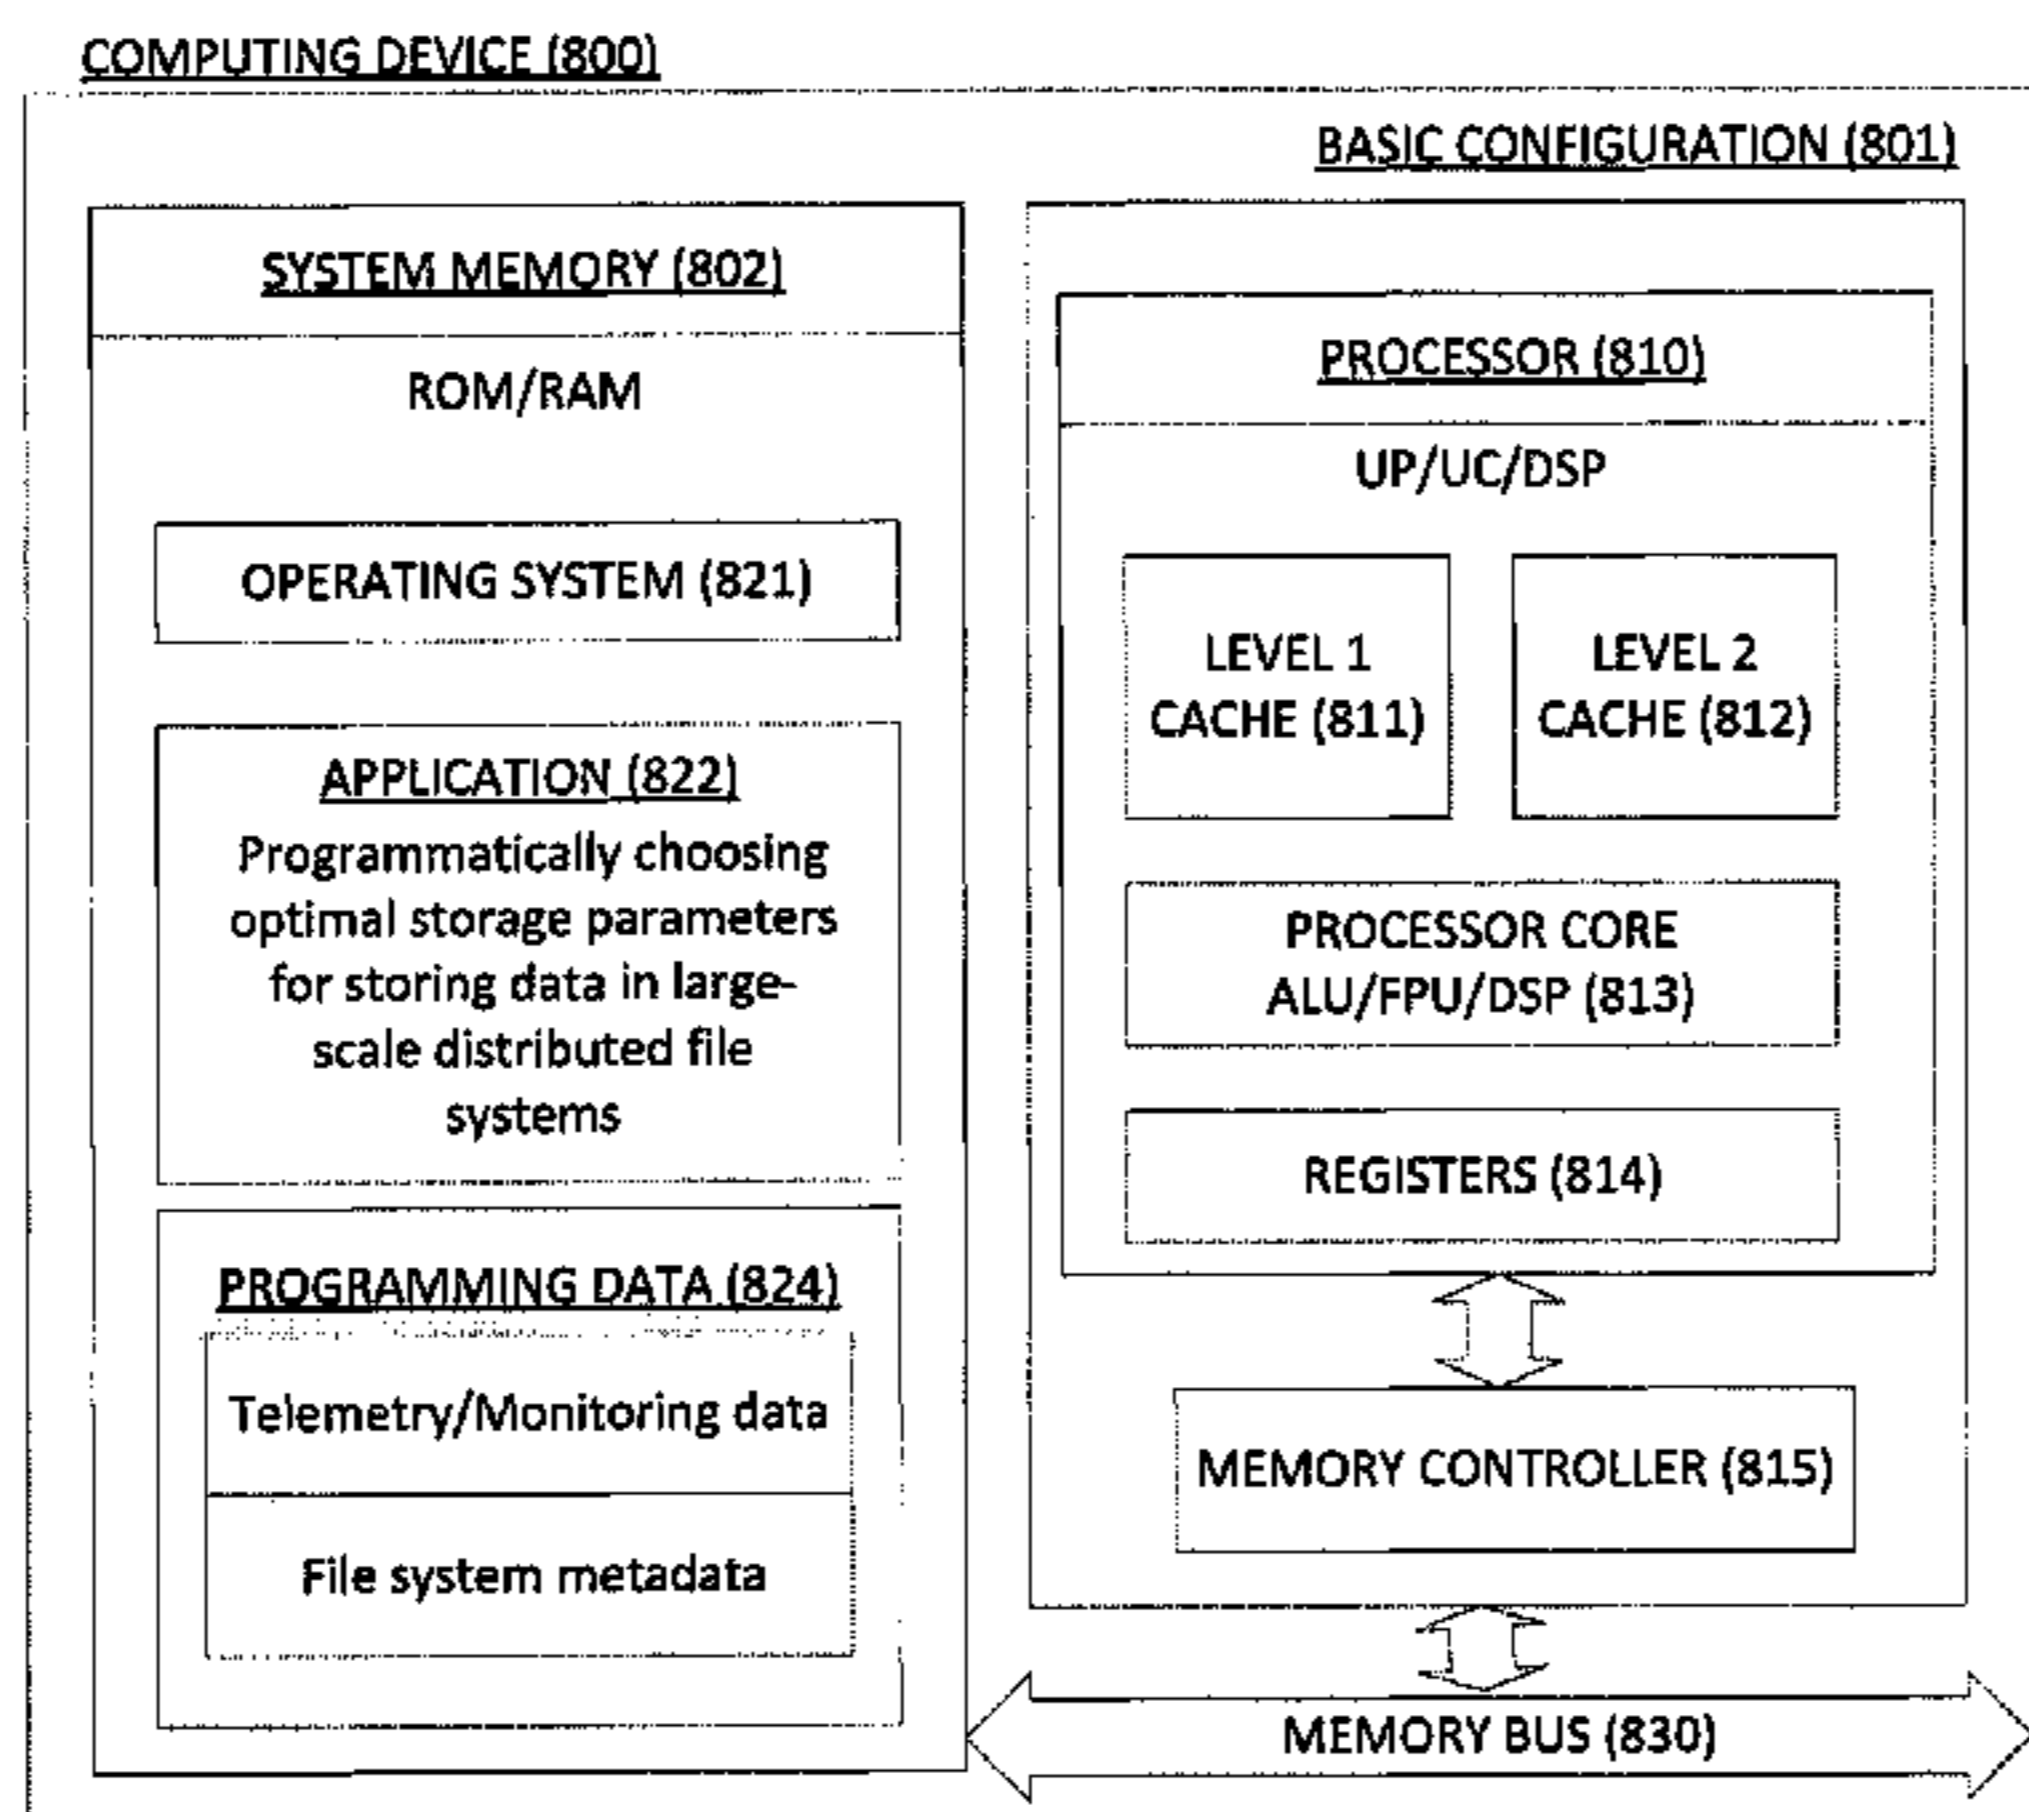 COMPUTING DEVICE (800)
BASIC CONFIGURATION (801)
SYSTEM MEMORY (802)
ROM/RAM
OPERATING SYSTEM (821)
APPLICATION (822)
Programmatically choosing
optimal storage parameters
for storing data in large-
scale distributed file
systems
PROGRAMMING DATA (824)
Telemetry/Monitoring data
File system metadata
PROCESSOR (810)
UP/UC/DSP
LEVEL 1
CACHE (811)
LEVEL 2
CACHE (812)
PROCESSOR CORE
ALU/FPU/DSP (813)
REGISTERS (814)
MEMORY CONTROLLER (815)
MEMORY BUS (830)